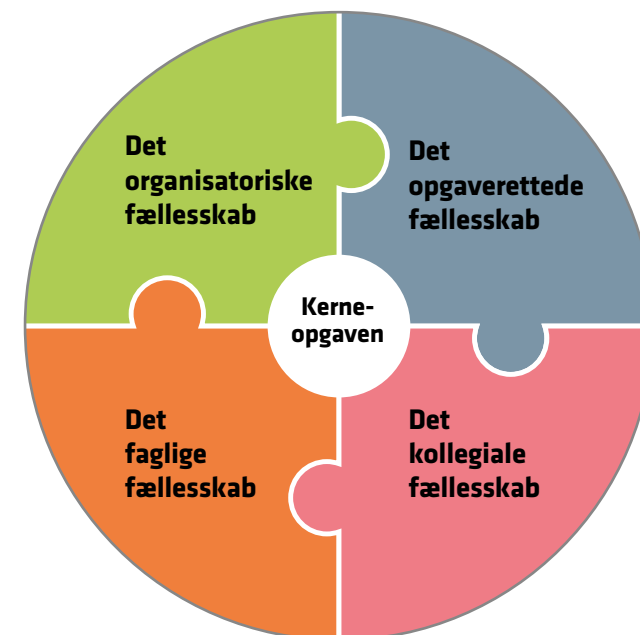 Det
organisatoriske
fællesskab
Det
opgaverettede
fællesskab
Kerne-
opgaven
Det
faglige
fællesskab
Det
kollegiale
fællesskab